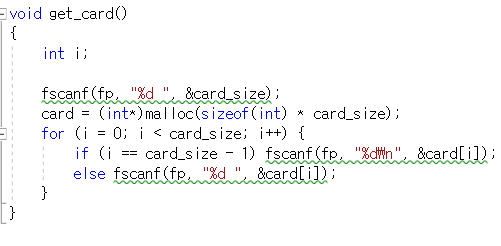 void get_card()
{
int i;
fscanf(fp, "%d ", &card_size);
card = (int*)malloc(sizeof(int) * card_size);
for (i = 0; i < card_size; i++) {
if (i == card_size - 1) fscanf(fp, "%d₩n", &card[i]);
else fscanf(fp, "%d ", &card[i]);
}
}